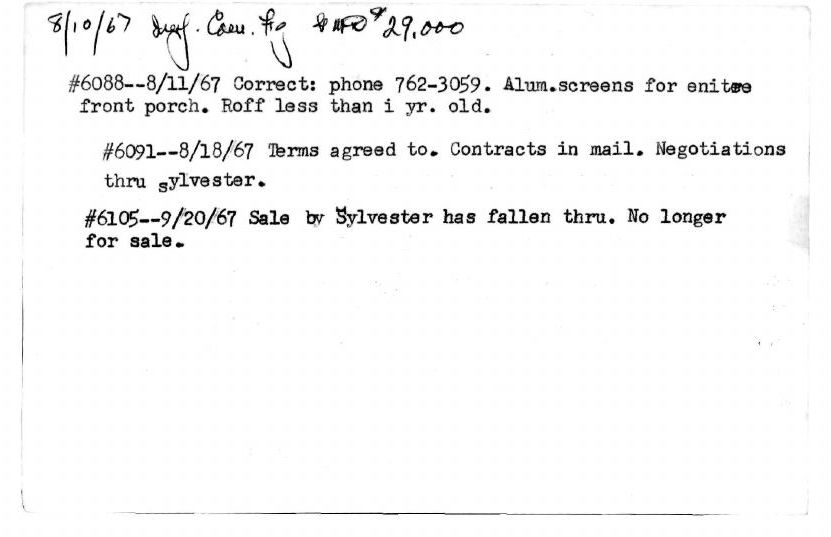 8/10/67 $29,000
#6088--8/11/67 Correct: phone 762-3059. Alum.screens for enitre
front porch. Roff less than i yr. old.
#6091--8/18/67 Terms agreed to. Contracts in mail. Negotiations
thru sylvester.
#6105--9/20/67 Sale by Sylvester has fallen thru. No longer
for sale.